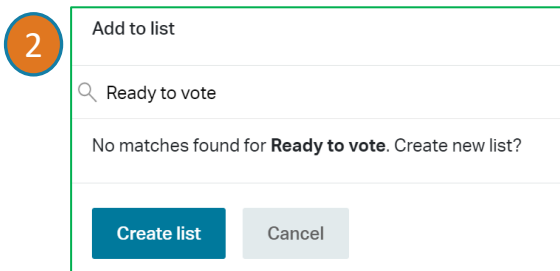 2
Add to list
Ready to vote
No matches found for Ready to vote. Create new list?
Create list
Cancel